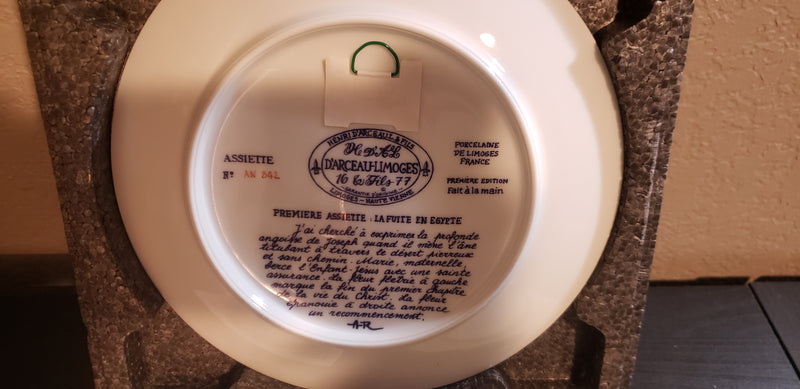 HENRI D'ARCEAU & FILS
H. D'A & L
D'ARCEAU-LIMOGES
16 & Fils 77
LIMOGES - HAUTE VIENNE
ASSIETTE
No AN 842
PORCELAINE
DE LIMOGES
FRANCE
PREMIÈRE EDITION
Fait à la main
PREMIERE ASSIETTE : LA FUITE EN EGYPTE
J'ai cherché à exprimer la profonde
angoisse de Joseph quand il mène l'âne
titubant à travers le désert pierreux
et sans chemin. Marie, maternelle,
berce l'Enfant Jésus avec une sainte
assurance. La fleur flétrie à gauche
marque la fin du premier chapitre
de la vie du Christ, la fleur
épanouie à droite annonce
un recommencement.
A-R